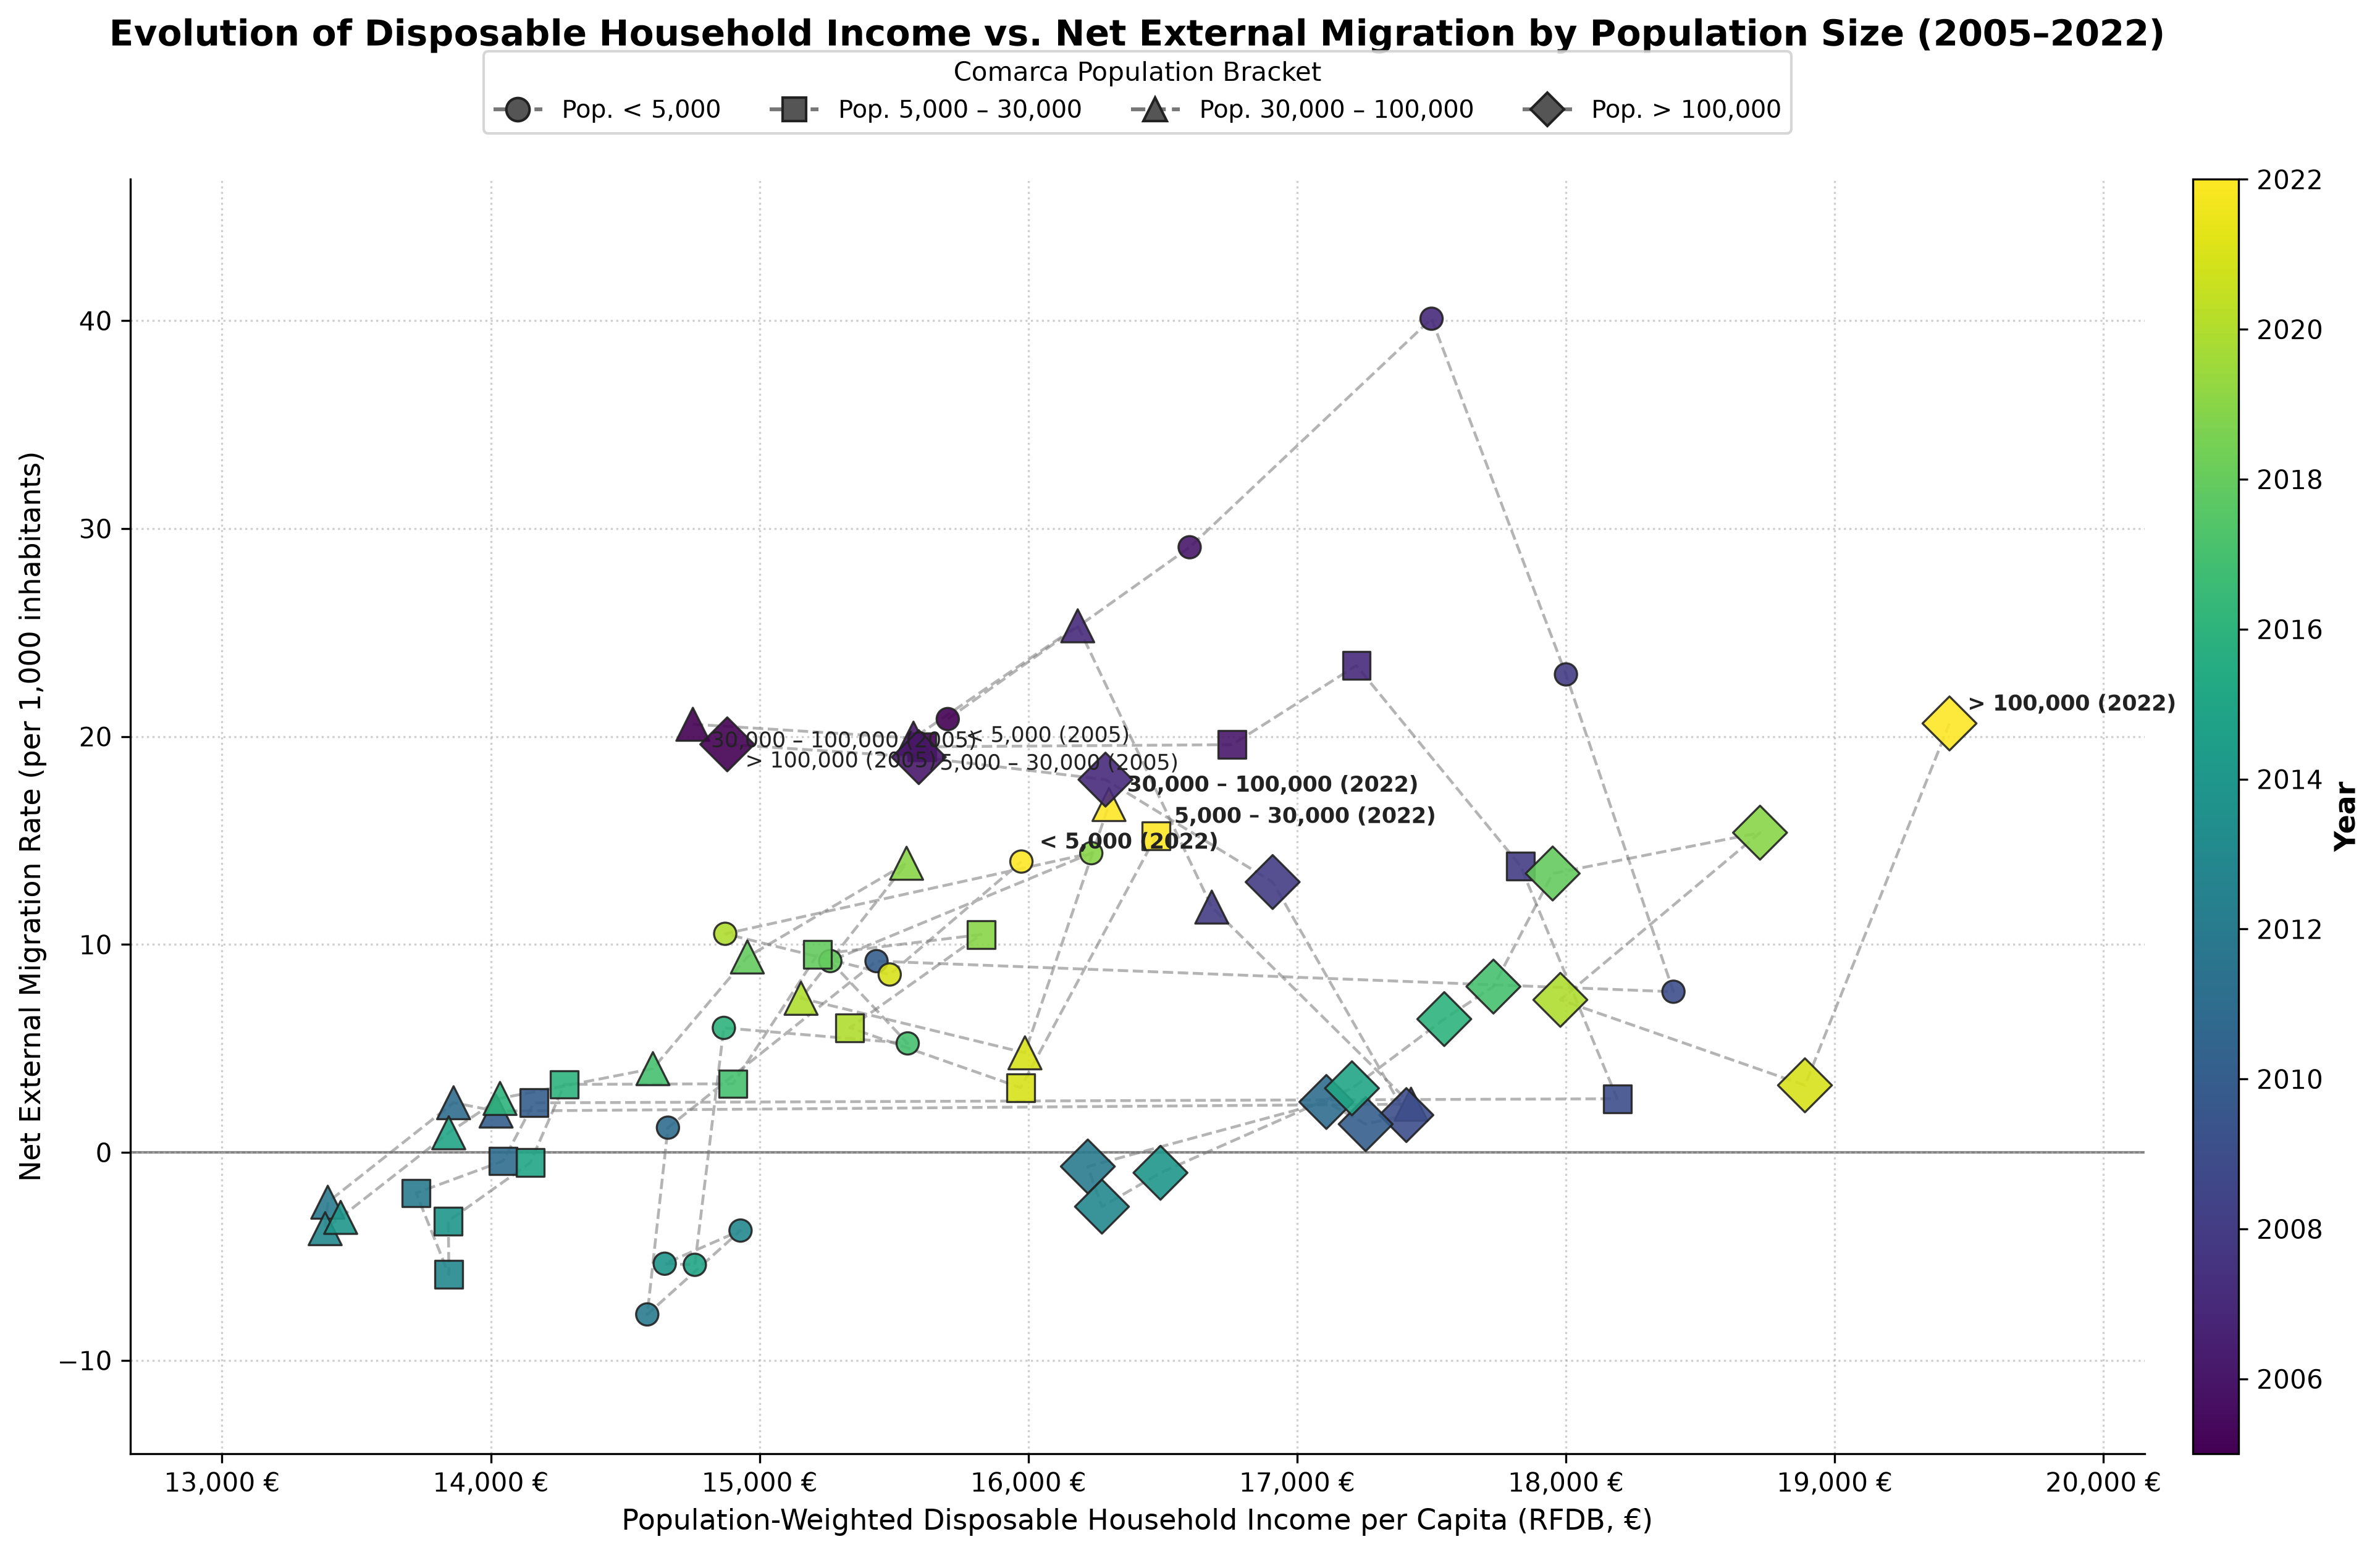 Evolution of Disposable Household Income vs. Net External Migration by Population Size (2005–2022)
Comarca Population Bracket
Pop. < 5,000
Pop. 5,000 – 30,000
Pop. 30,000 – 100,000
Pop. > 100,000
Net External Migration Rate (per 1,000 inhabitants)
40
30
20
10
0
−10
> 100,000 (2022)
30,000 – 100,000 (2005)
< 5,000 (2005)
> 100,000 (2005)
5,000 – 30,000 (2005)
30,000 – 100,000 (2022)
5,000 – 30,000 (2022)
< 5,000 (2022)
13,000 €
14,000 €
15,000 €
16,000 €
17,000 €
18,000 €
19,000 €
20,000 €
Population-Weighted Disposable Household Income per Capita (RFDB, €)
2022
2020
2018
2016
2014
2012
2010
2008
2006
Year